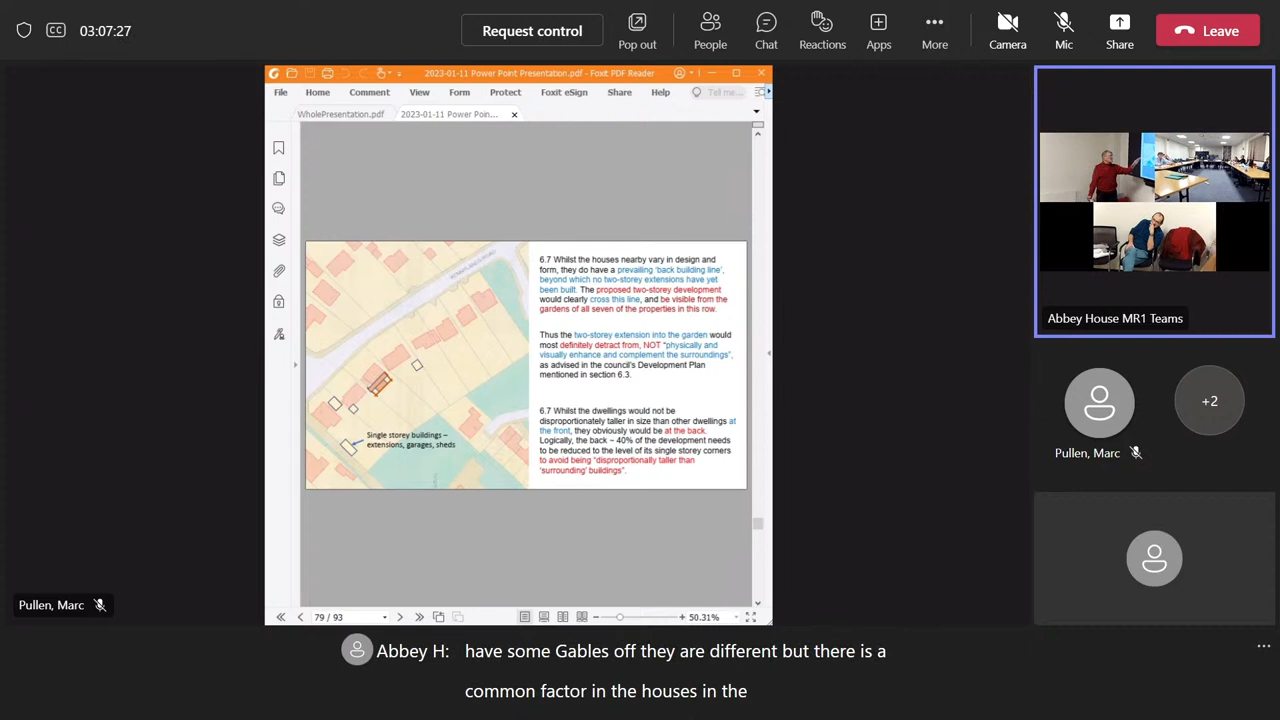 03:07:27
CC
Request control
Pop out
People
Chat
Reactions
Apps
More
Camera
Mic
Share
Leave
2023-01-11 Power Point Presentation.pdf - Foxit PDF Reader
File Home Comment View Form Protect Foxit eSign Share Help Tell me...
WholePresentation.pdf 2023-01-11 Power Poin...
6.7 Whilst the houses nearby vary in design and
form, they do have a prevailing 'back building line',
beyond which no two-storey extensions have yet
been built. The proposed two-storey development
would clearly cross this line, and be visible from the
gardens of all seven of the properties in this row.
Thus the two-storey extension into the garden would
most definitely detract from, NOT "physically and
visually enhance and complement the surroundings",
as advised in the council's Development Plan
mentioned in section 6.3.
6.7 Whilst the dwellings would not be
disproportionately taller in size than other dwellings at
the front, they obviously would be at the back.
Logically, the back ~ 40% of the development needs
to be reduced to the level of its single storey corners
to avoid being "disproportionally taller than
'surrounding' buildings".
Single storey buildings –
extensions, garages, sheds
79 / 93
50.31%
Abbey House MR1 Teams
+2
Pullen, Marc
Pullen, Marc
Abbey H: have some Gables off they are different but there is a
common factor in the houses in the